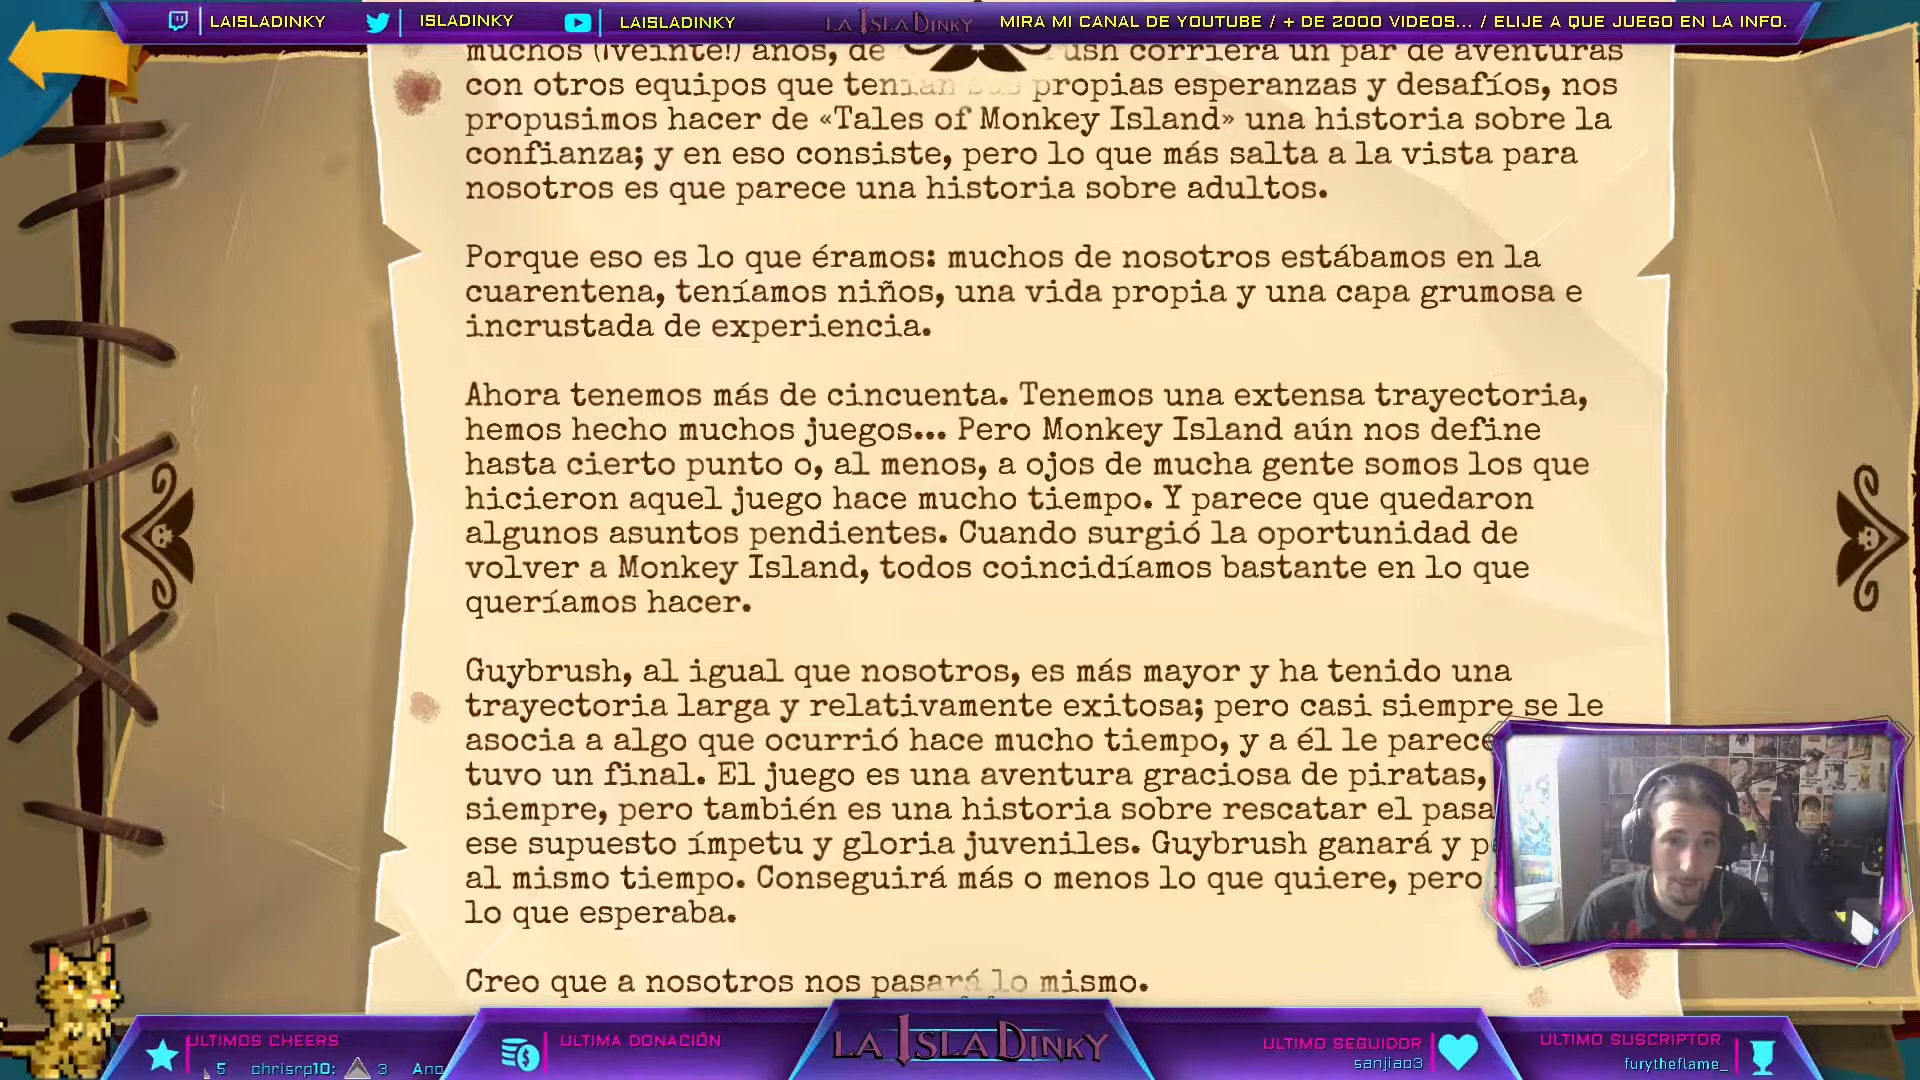 LAISLADINKY
ISLADINKY
LAISLADINKY
LA ISLA DINKY
MIRA MI CANAL DE YOUTUBE / + DE 2000 VIDEOS... / ELIJE A QUE JUEGO EN LA INFO.
muchos (¡veinte!) años, de ush corriera un par de aventuras
con otros equipos que tenían sus propias esperanzas y desafíos, nos
propusimos hacer de «Tales of Monkey Island» una historia sobre la
confianza; y en eso consiste, pero lo que más salta a la vista para
nosotros es que parece una historia sobre adultos.
Porque eso es lo que éramos: muchos de nosotros estábamos en la
cuarentena, teníamos niños, una vida propia y una capa grumosa e
incrustada de experiencia.
Ahora tenemos más de cincuenta. Tenemos una extensa trayectoria,
hemos hecho muchos juegos... Pero Monkey Island aún nos define
hasta cierto punto o, al menos, a ojos de mucha gente somos los que
hicieron aquel juego hace mucho tiempo. Y parece que quedaron
algunos asuntos pendientes. Cuando surgió la oportunidad de
volver a Monkey Island, todos coincidíamos bastante en lo que
queríamos hacer.
Guybrush, al igual que nosotros, es más mayor y ha tenido una
trayectoria larga y relativamente exitosa; pero casi siempre se le
asocia a algo que ocurrió hace mucho tiempo, y a él le parece
tuvo un final. El juego es una aventura graciosa de piratas,
siempre, pero también es una historia sobre rescatar el pasa
ese supuesto ímpetu y gloria juveniles. Guybrush ganará y p
al mismo tiempo. Conseguirá más o menos lo que quiere, pero
lo que esperaba.
Creo que a nosotros nos pasará lo mismo.
ULTIMOS CHEERS
5 chrisrp10: 3 Ano
ULTIMA DONACIÓN
LA ISLA DINKY
ULTIMO SEGUIDOR
sanjiao3
ULTIMO SUSCRIPTOR
furytheflame_